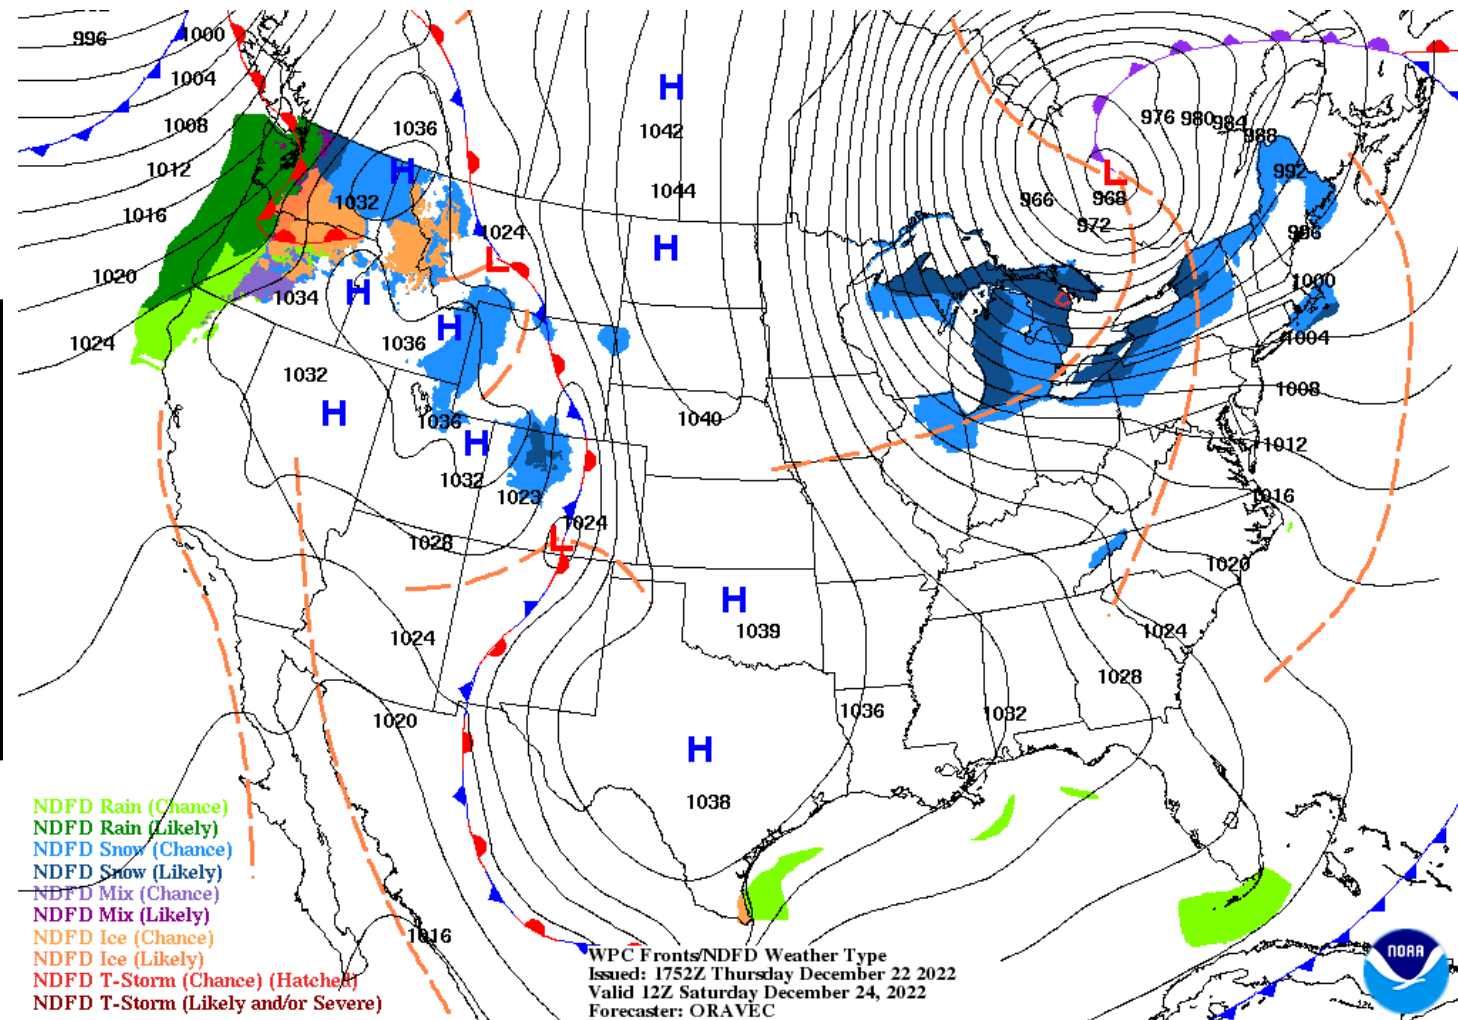 996
1000
1004
1008
1012
1016
1020
1024
1036
H
1032
1034
H
1036
H
1032
H
1036
H
1032
1023
1028
1024
1020
1016
1024
L
1024
L
H
1042
1044
H
1040
H
1039
H
1038
1036
1032
1028
1024
1020
1016
1012
1008
1004
1000
996
992
988
984
980
976
L
968
966
972
NDFD Rain (Chance)
NDFD Rain (Likely)
NDFD Snow (Chance)
NDFD Snow (Likely)
NDFD Mix (Chance)
NDFD Mix (Likely)
NDFD Ice (Chance)
NDFD Ice (Likely)
NDFD T-Storm (Chance) (Hatched)
NDFD T-Storm (Likely and/or Severe)
WPC Fronts/NDFD Weather Type
Issued: 1752Z Thursday December 22 2022
Valid 12Z Saturday December 24, 2022
Forecaster: ORAVEC
NOAA